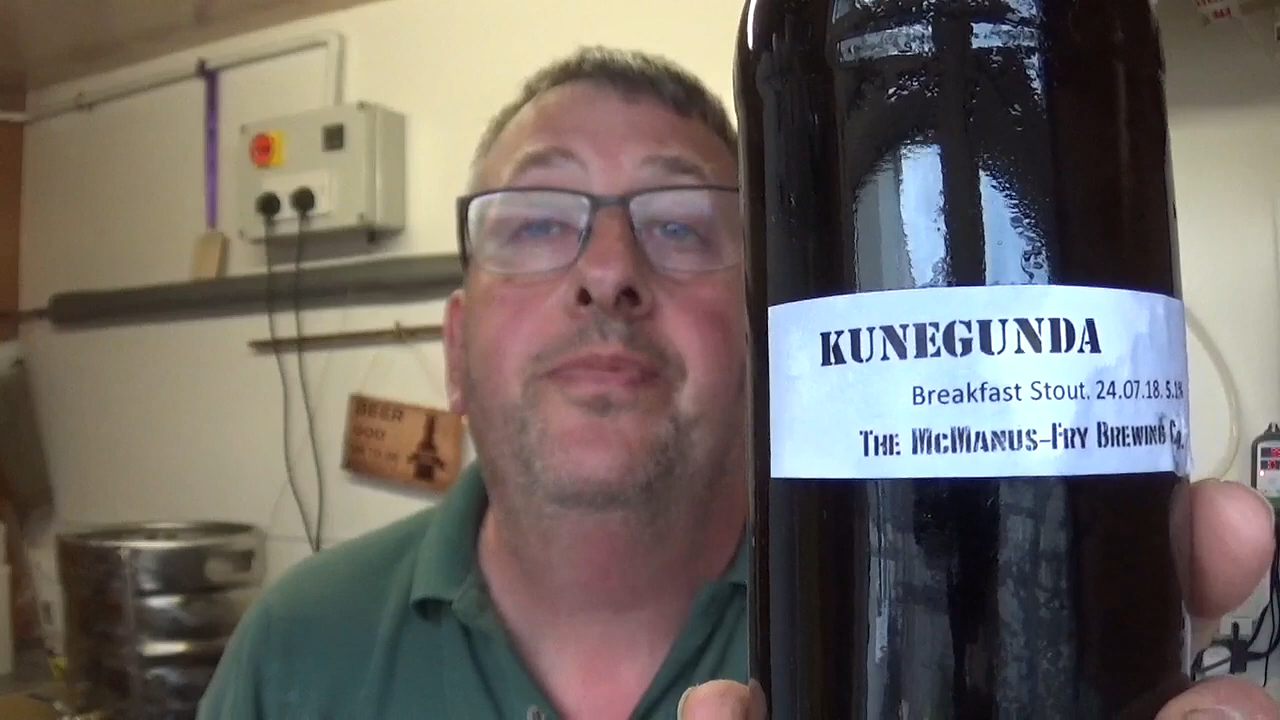 BEER
KUNEGUNDA
Breakfast Stout. 24.07.18. 5.1%
THE MCMANUS-FRY BREWING Co.